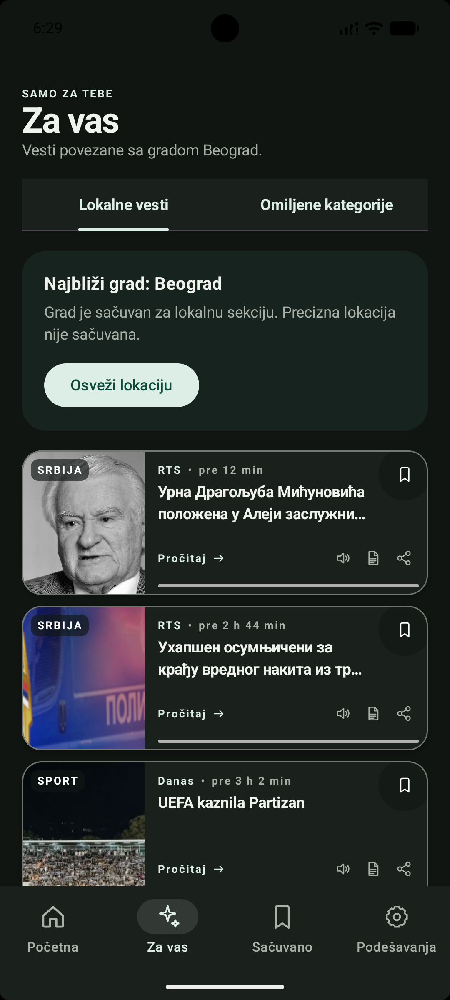 6:29
SAMO ZA TEBE
Za vas
Vesti povezane sa gradom Beograd.
Lokalne vesti
Omiljene kategorije
Najbliži grad: Beograd
Grad je sačuvan za lokalnu sekciju. Precizna lokacija
nije sačuvana.
Osveži lokaciju
SRBIJA
RTS • pre 12 min
Урна Драгољуба Мићуновића
положена у Алеји заслужни...
Pročitaj →
SRBIJA
RTS • pre 2 h 44 min
Ухапшен осумњичени за
крађу вредног накита из тр...
ПОЛИ
Pročitaj →
SPORT
Danas • pre 3 h 2 min
UEFA kaznila Partizan
Pročitaj →
Početna
Za vas
Sačuvano
Podešavanja